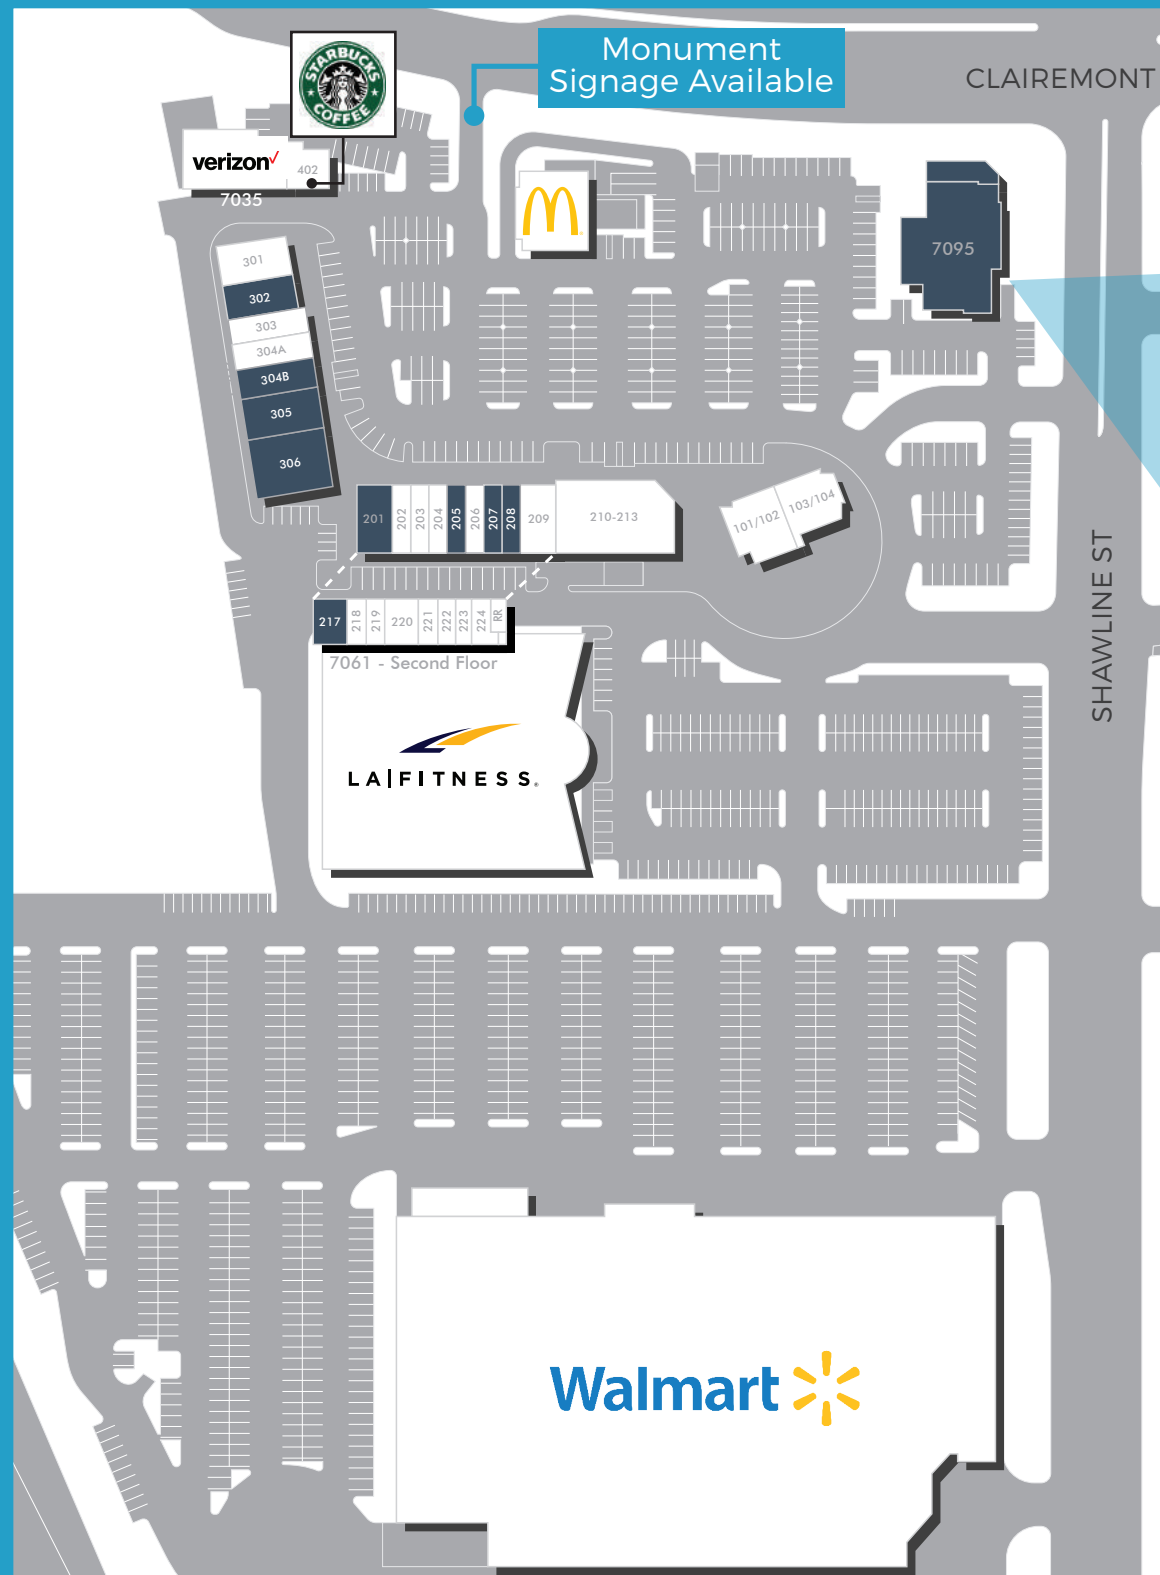 Monument
Signage Available
CLAIREMONT
STARBUCKS
COFFEE
verizon
402
7035
7095
301
302
303
304A
304B
305
306
201
202
203
204
205
206
207
208
209
210-213
101/102
103/104
217
218
219
220
221
222
223
224
RR
7061 - Second Floor
SHAWLINE ST
LA|FITNESS
Walmart